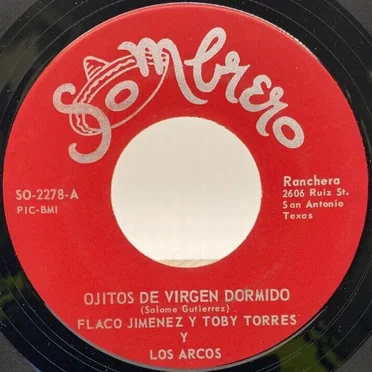 Sombrero
SO-2278-A
PIC-BMI
Ranchera
2606 Ruiz St.
San Antonio
Texas
OJITOS DE VIRGEN DORMIDO
(Salome Gutierrez)
FLACO JIMENEZ Y TOBY TORRES
Y
LOS ARCOS